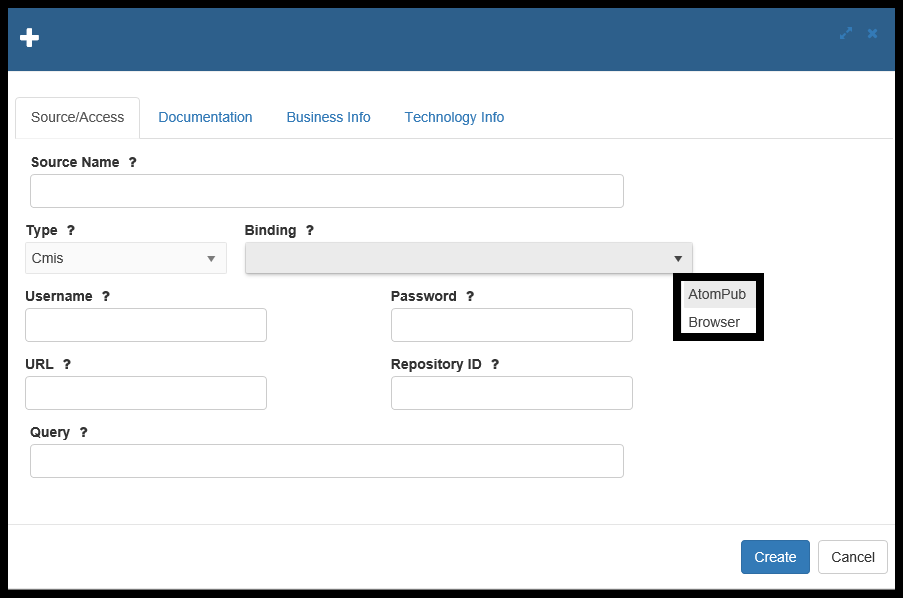 Source/Access Documentation Business Info Technology Info
Source Name ?
Type ? Binding ?
Cmis
AtomPub
Browser
Username ? Password ?
URL ? Repository ID ?
Query ?
Create Cancel